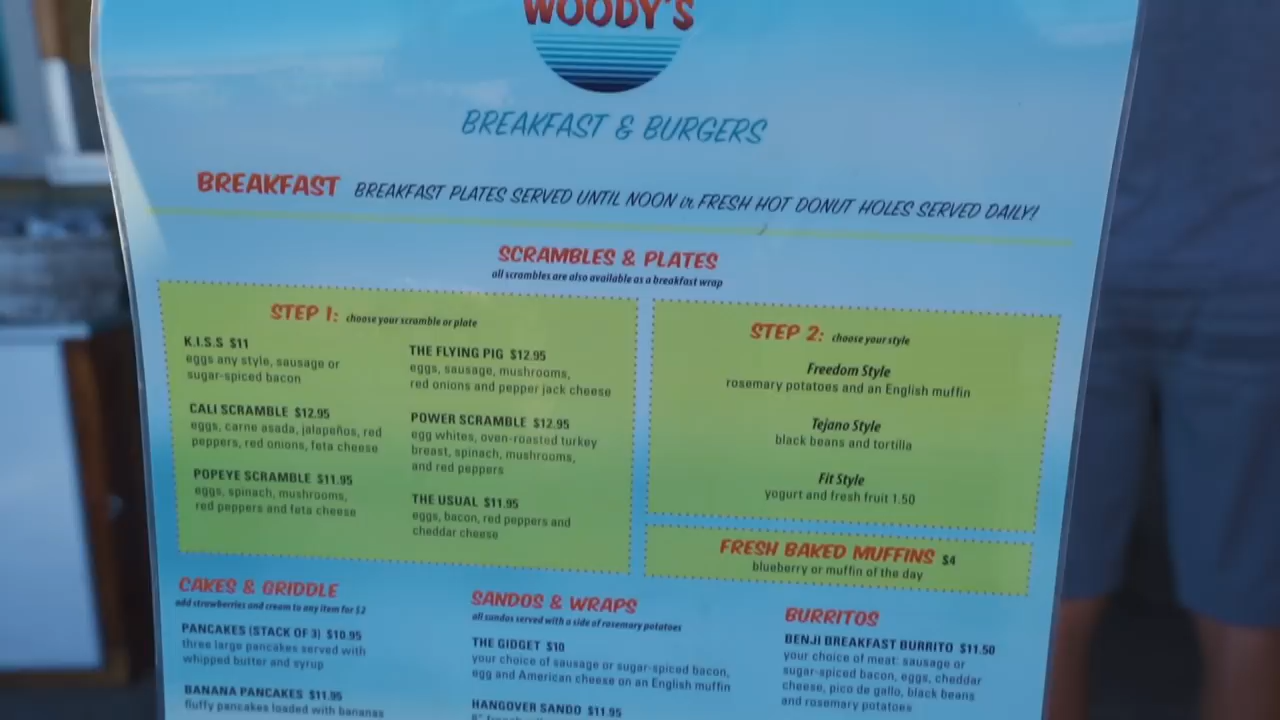 WOODY'S
BREAKFAST & BURGERS
BREAKFAST BREAKFAST PLATES SERVED UNTIL NOON FRESH HOT DONUT HOLES SERVED DAILY!
SCRAMBLES & PLATES
all scrambles are also available as a breakfast wrap
STEP 1: choose your scramble or plate
K.I.S.S $11
eggs any style, sausage or
sugar-spiced bacon
CALI SCRAMBLE $12.95
eggs, carne asada, jalapeños, red
peppers, red onions, feta cheese
POPEYE SCRAMBLE $11.95
eggs, spinach, mushrooms,
red peppers and feta cheese
THE FLYING PIG $12.95
eggs, sausage, mushrooms,
red onions and pepper jack cheese
POWER SCRAMBLE $12.95
egg whites, oven-roasted turkey
breast, spinach, mushrooms,
and red peppers
THE USUAL $11.95
eggs, bacon, red peppers and
cheddar cheese
STEP 2: choose your style
Freedom Style
rosemary potatoes and an English muffin
Tejano Style
black beans and tortilla
Fit Style
yogurt and fresh fruit 1.50
FRESH BAKED MUFFINS $4
blueberry or muffin of the day
CAKES & GRIDDLE
add strawberries and cream to any item for $2
PANCAKES (STACK OF 3) $10.95
three large pancakes served with
whipped butter and syrup
BANANA PANCAKES $11.95
fluffy pancakes loaded with bananas
SANDOS & WRAPS
all sandos served with a side of rosemary potatoes
THE GIDGET $10
your choice of sausage or sugar-spiced bacon,
egg and American cheese on an English muffin
HANGOVER SANDO $11.95
BURRITOS
BENJI BREAKFAST BURRITO $11.50
your choice of meat: sausage or
sugar-spiced bacon, eggs, cheddar
cheese, pico de gallo, black beans
and rosemary potatoes